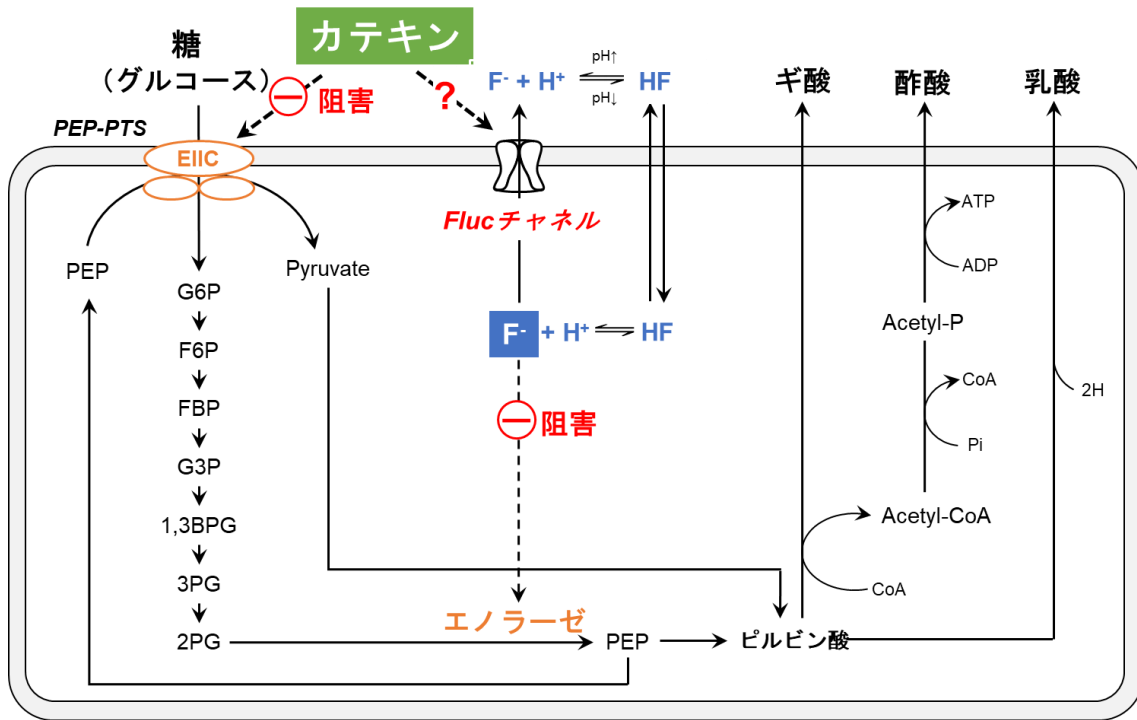 カテキン
糖
（グルコース）
阻害
?
pH↑
F⁻ + H⁺
HF
pH↓
ギ酸
酢酸
乳酸
PEP-PTS
EIIC
Flucチャネル
PEP
Pyruvate
G6P
F6P
FBP
G3P
1,3BPG
3PG
2PG
F⁻ + H⁺
HF
阻害
エノラーゼ
PEP
ピルビン酸
ATP
ADP
Acetyl-P
CoA
Pi
2H
Acetyl-CoA
CoA